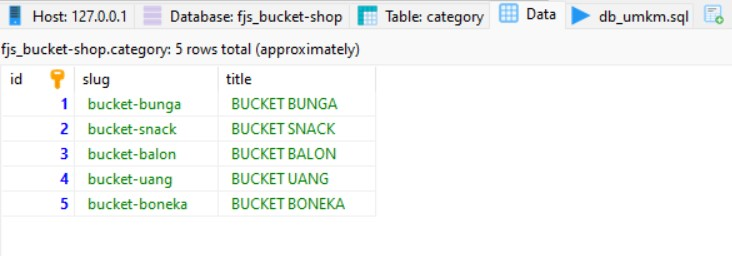 Host: 127.0.0.1 Database: fjs_bucket-shop Table: category Data db_umkm.sql
fjs_bucket-shop.category: 5 rows total (approximately)
id slug title
1 bucket-bunga BUCKET BUNGA
2 bucket-snack BUCKET SNACK
3 bucket-balon BUCKET BALON
4 bucket-uang BUCKET UANG
5 bucket-boneka BUCKET BONEKA